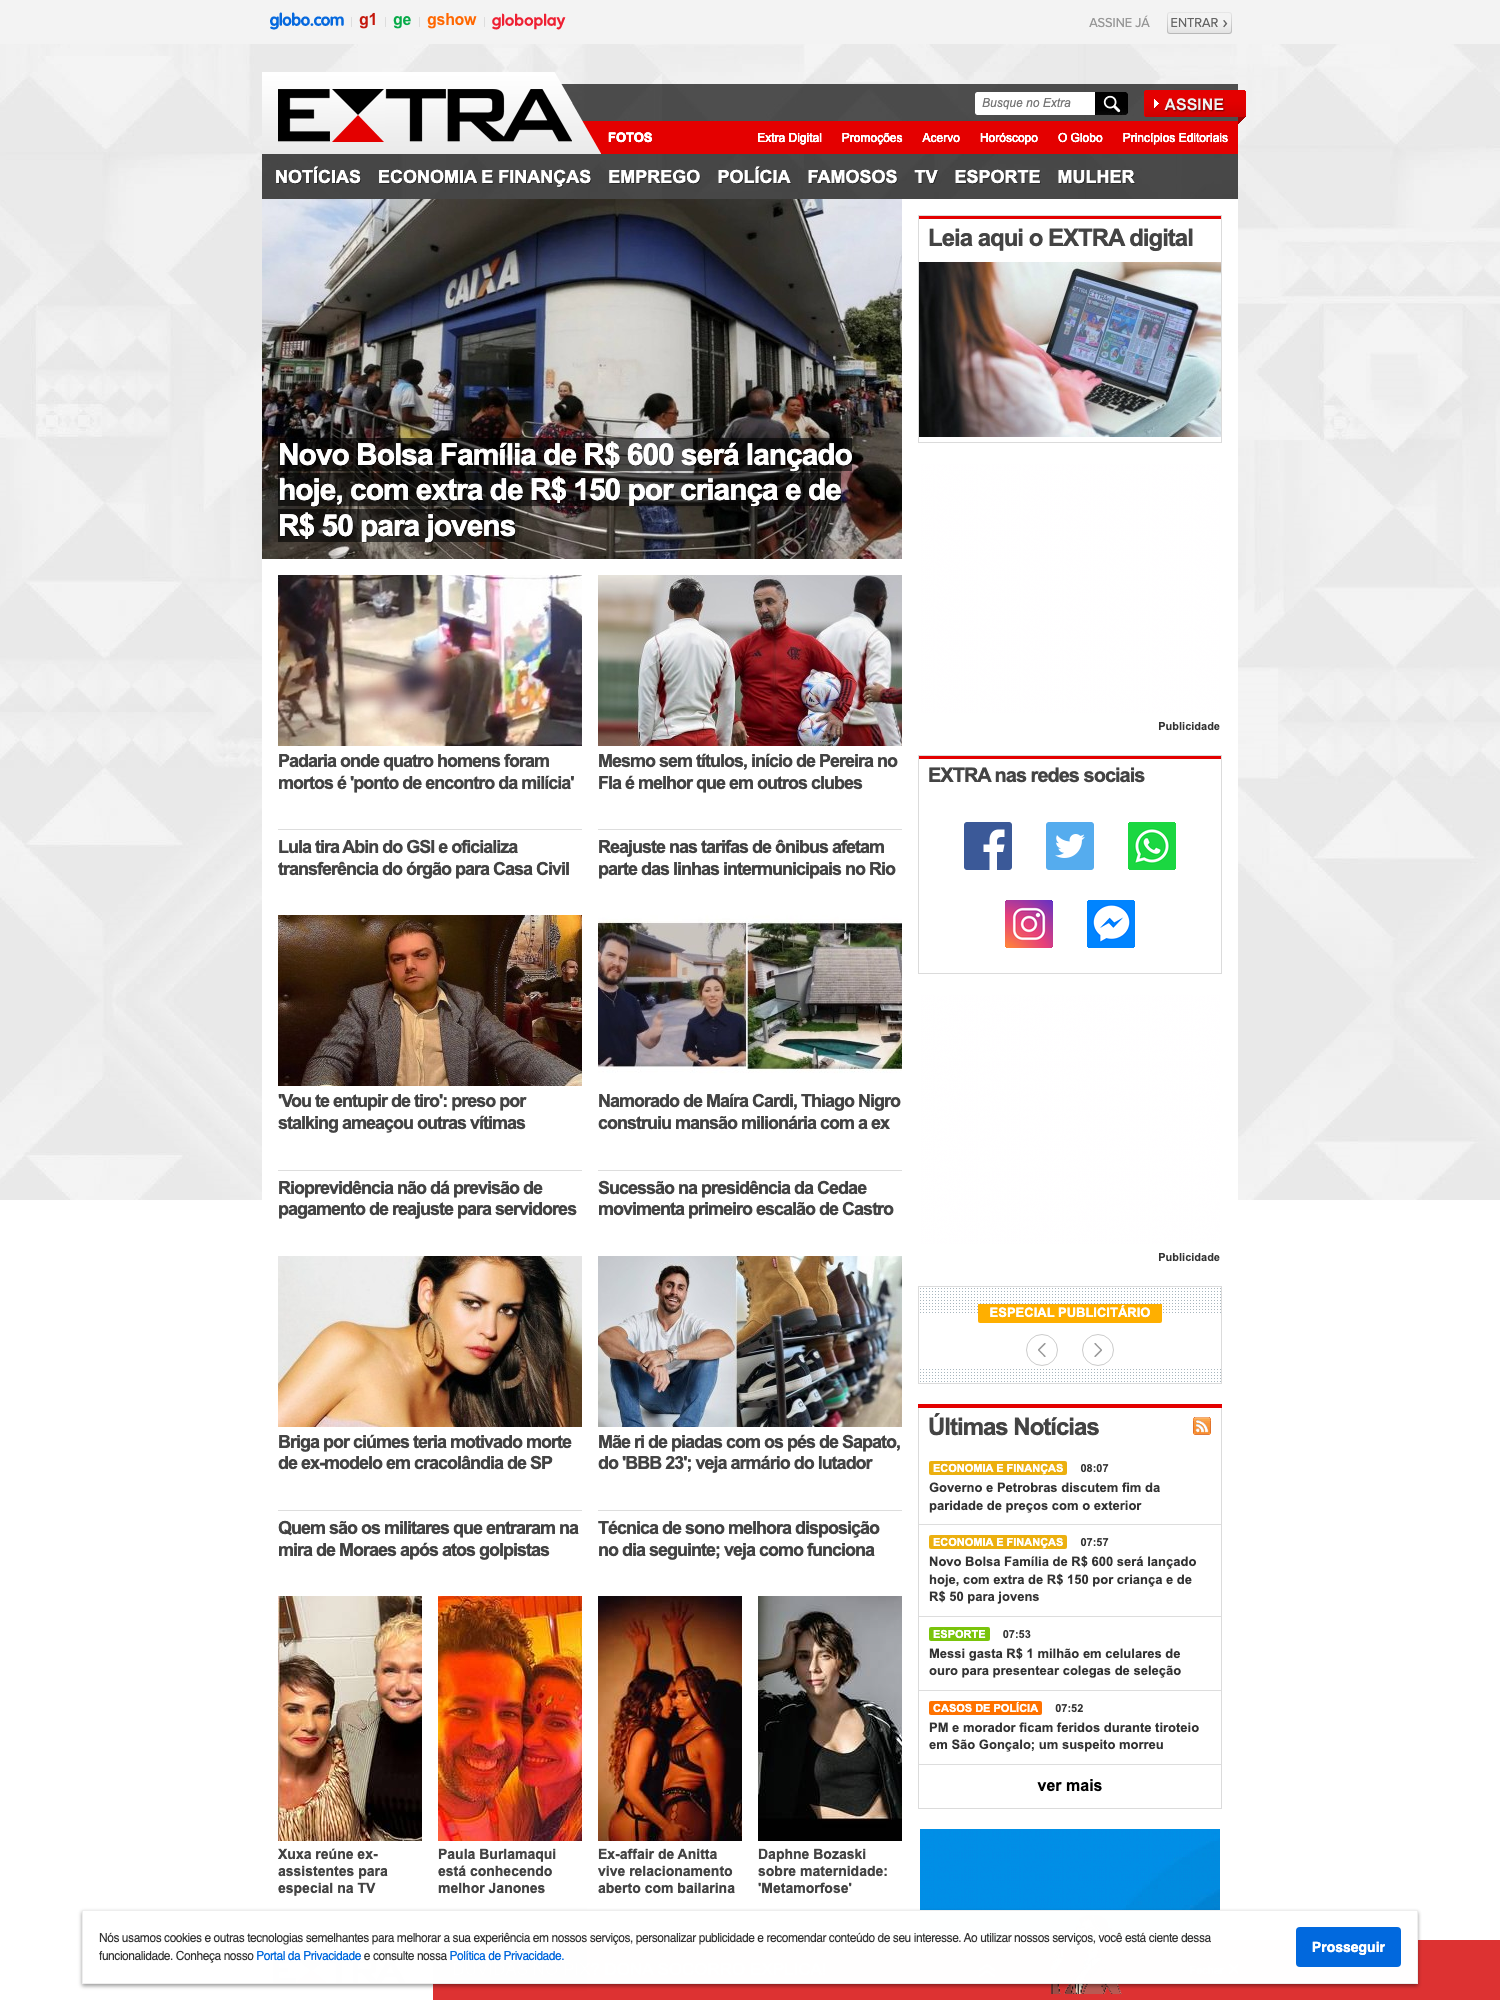 globo.com g1 ge gshow globoplay
ASSINE JÁ
ENTRAR ›
EXTRA
Busque no Extra
ASSINE
FOTOS
Extra Digital Promoções Acervo Horóscopo O Globo Princípios Editoriais
NOTÍCIAS ECONOMIA E FINANÇAS EMPREGO POLÍCIA FAMOSOS TV ESPORTE MULHER
CAIXA
Novo Bolsa Família de R$ 600 será lançado
hoje, com extra de R$ 150 por criança e de
R$ 50 para jovens
Padaria onde quatro homens foram
mortos é 'ponto de encontro da milícia'
Mesmo sem títulos, início de Pereira no
Fla é melhor que em outros clubes
Lula tira Abin do GSI e oficializa
transferência do órgão para Casa Civil
Reajuste nas tarifas de ônibus afetam
parte das linhas intermunicipais no Rio
'Vou te entupir de tiro': preso por
stalking ameaçou outras vítimas
Namorado de Maíra Cardi, Thiago Nigro
construiu mansão milionária com a ex
Rioprevidência não dá previsão de
pagamento de reajuste para servidores
Sucessão na presidência da Cedae
movimenta primeiro escalão de Castro
Briga por ciúmes teria motivado morte
de ex-modelo em cracolândia de SP
Mãe ri de piadas com os pés de Sapato,
do 'BBB 23'; veja armário do lutador
Quem são os militares que entraram na
mira de Moraes após atos golpistas
Técnica de sono melhora disposição
no dia seguinte; veja como funciona
Xuxa reúne ex-
assistentes para
especial na TV
Paula Burlamaqui
está conhecendo
melhor Janones
Ex-affair de Anitta
vive relacionamento
aberto com bailarina
Daphne Bozaski
sobre maternidade:
'Metamorfose'
Leia aqui o EXTRA digital
EXTRA
Publicidade
EXTRA nas redes sociais
Publicidade
ESPECIAL PUBLICITÁRIO
Últimas Notícias
ECONOMIA E FINANÇAS 08:07
Governo e Petrobras discutem fim da
paridade de preços com o exterior
ECONOMIA E FINANÇAS 07:57
Novo Bolsa Família de R$ 600 será lançado
hoje, com extra de R$ 150 por criança e de
R$ 50 para jovens
ESPORTE 07:53
Messi gasta R$ 1 milhão em celulares de
ouro para presentear colegas de seleção
CASOS DE POLÍCIA 07:52
PM e morador ficam feridos durante tiroteio
em São Gonçalo; um suspeito morreu
ver mais
Nós usamos cookies e outras tecnologias semelhantes para melhorar a sua experiência em nossos serviços, personalizar publicidade e recomendar conteúdo de seu interesse. Ao utilizar nossos serviços, você está ciente dessa
funcionalidade. Conheça nosso Portal da Privacidade e consulte nossa Política de Privacidade.
Prosseguir